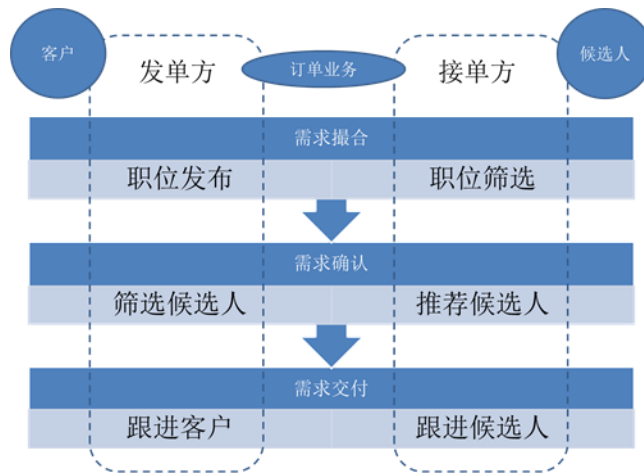 客户
发单方
订单业务
接单方
候选人
需求撮合
职位发布
职位筛选
需求确认
筛选候选人
推荐候选人
需求交付
跟进客户
跟进候选人